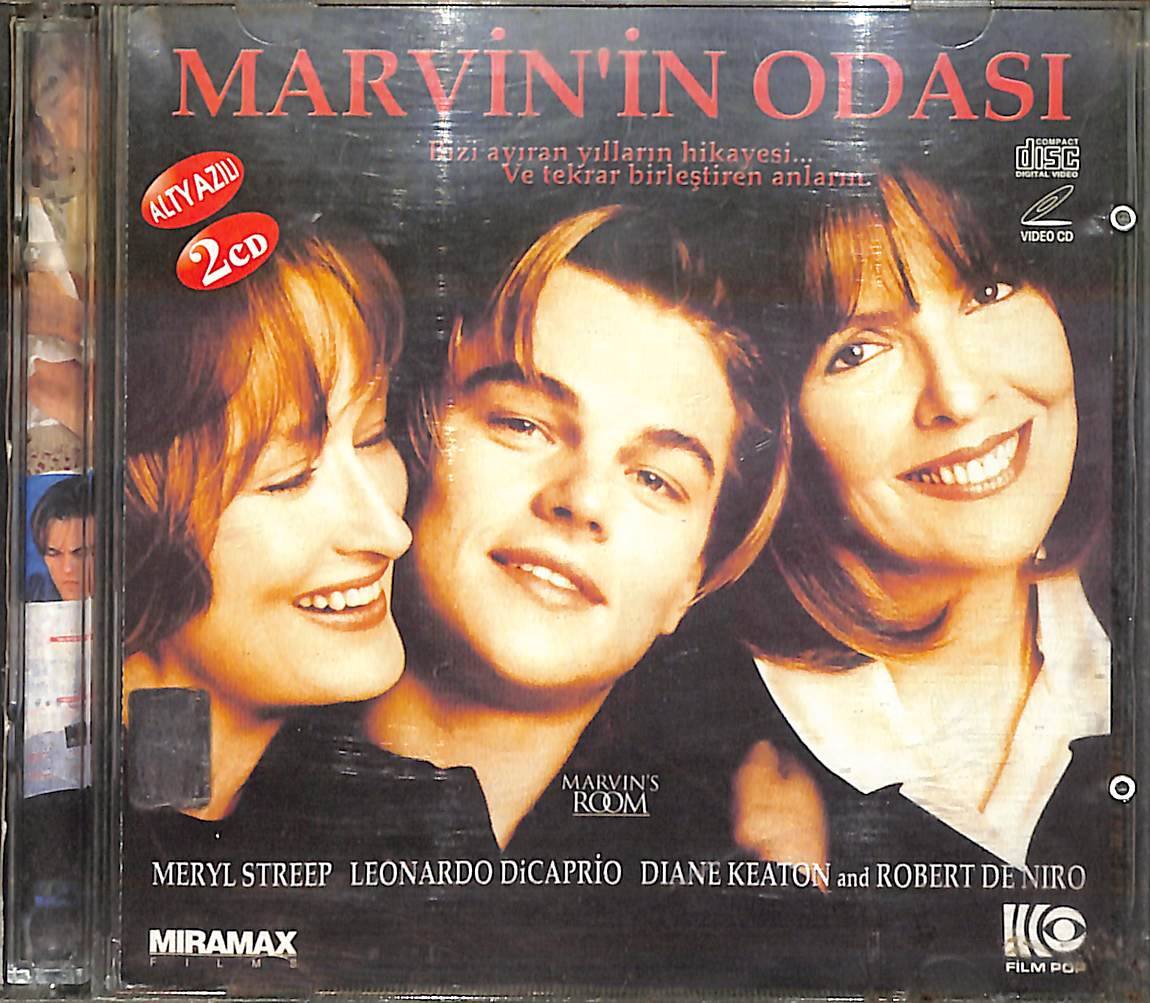 MARVİN'İN ODASI
Bizi ayıran yılların hikayesi...
Ve tekrar birleştiren anların.
COMPACT
disc
DIGITAL VIDEO
VIDEO CD
ALTYAZILI
2CD
MARVIN'S
ROOM
MERYL STREEP LEONARDO DiCAPRİO DIANE KEATON and ROBERT DE NIRO
MIRAMAX
FILMS
FİLM POP